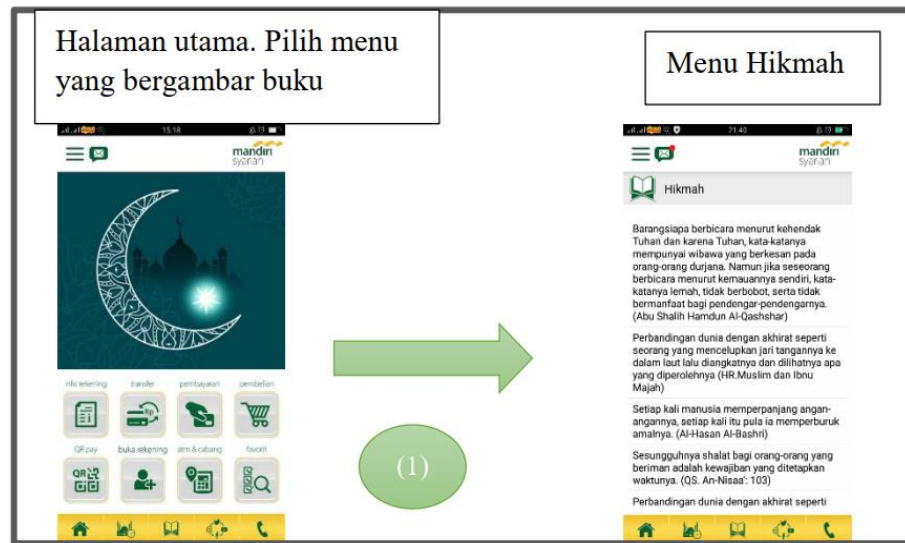 Halaman utama. Pilih menu
yang bergambar buku
Menu Hikmah
15.18
mandiri
syariah
info rekening
transfer
pembayaran
pembelian
Rp
QR pay
buka rekening
atm & cabang
favorit
QR
(1)
21.40
mandiri
syariah
Hikmah
Barangsiapa berbicara menurut kehendak
Tuhan dan karena Tuhan, kata-katanya
mempunyai wibawa yang berkesan pada
orang-orang durjana. Namun jika seseorang
berbicara menurut kemauannya sendiri, kata-
katanya lemah, tidak berbobot, serta tidak
bermanfaat bagi pendengar-pendengarnya.
(Abu Shalih Hamdun Al-Qashshar)
Perbandingan dunia dengan akhirat seperti
seorang yang mencelupkan jari tangannya ke
dalam laut lalu diangkatnya dan dilihatnya apa
yang diperolehnya (HR.Muslim dan Ibnu
Majah)
Setiap kali manusia memperpanjang angan-
angannya, setiap kali itu pula ia memperburuk
amalnya. (Al-Hasan Al-Bashri)
Sesungguhnya shalat bagi orang-orang yang
beriman adalah kewajiban yang ditetapkan
waktunya. (QS. An-Nisaa': 103)
Perbandingan dunia dengan akhirat seperti